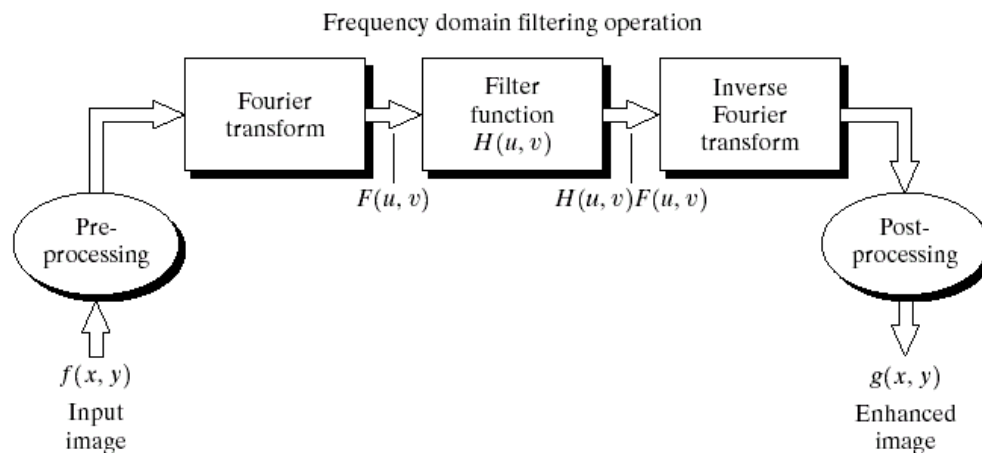 Frequency domain filtering operation
Fourier
transform
Filter
function
H(u, v)
Inverse
Fourier
transform
F(u, v)
H(u, v)F(u, v)
Pre-
processing
Post-
processing
f(x, y)
Input
image
g(x, y)
Enhanced
image